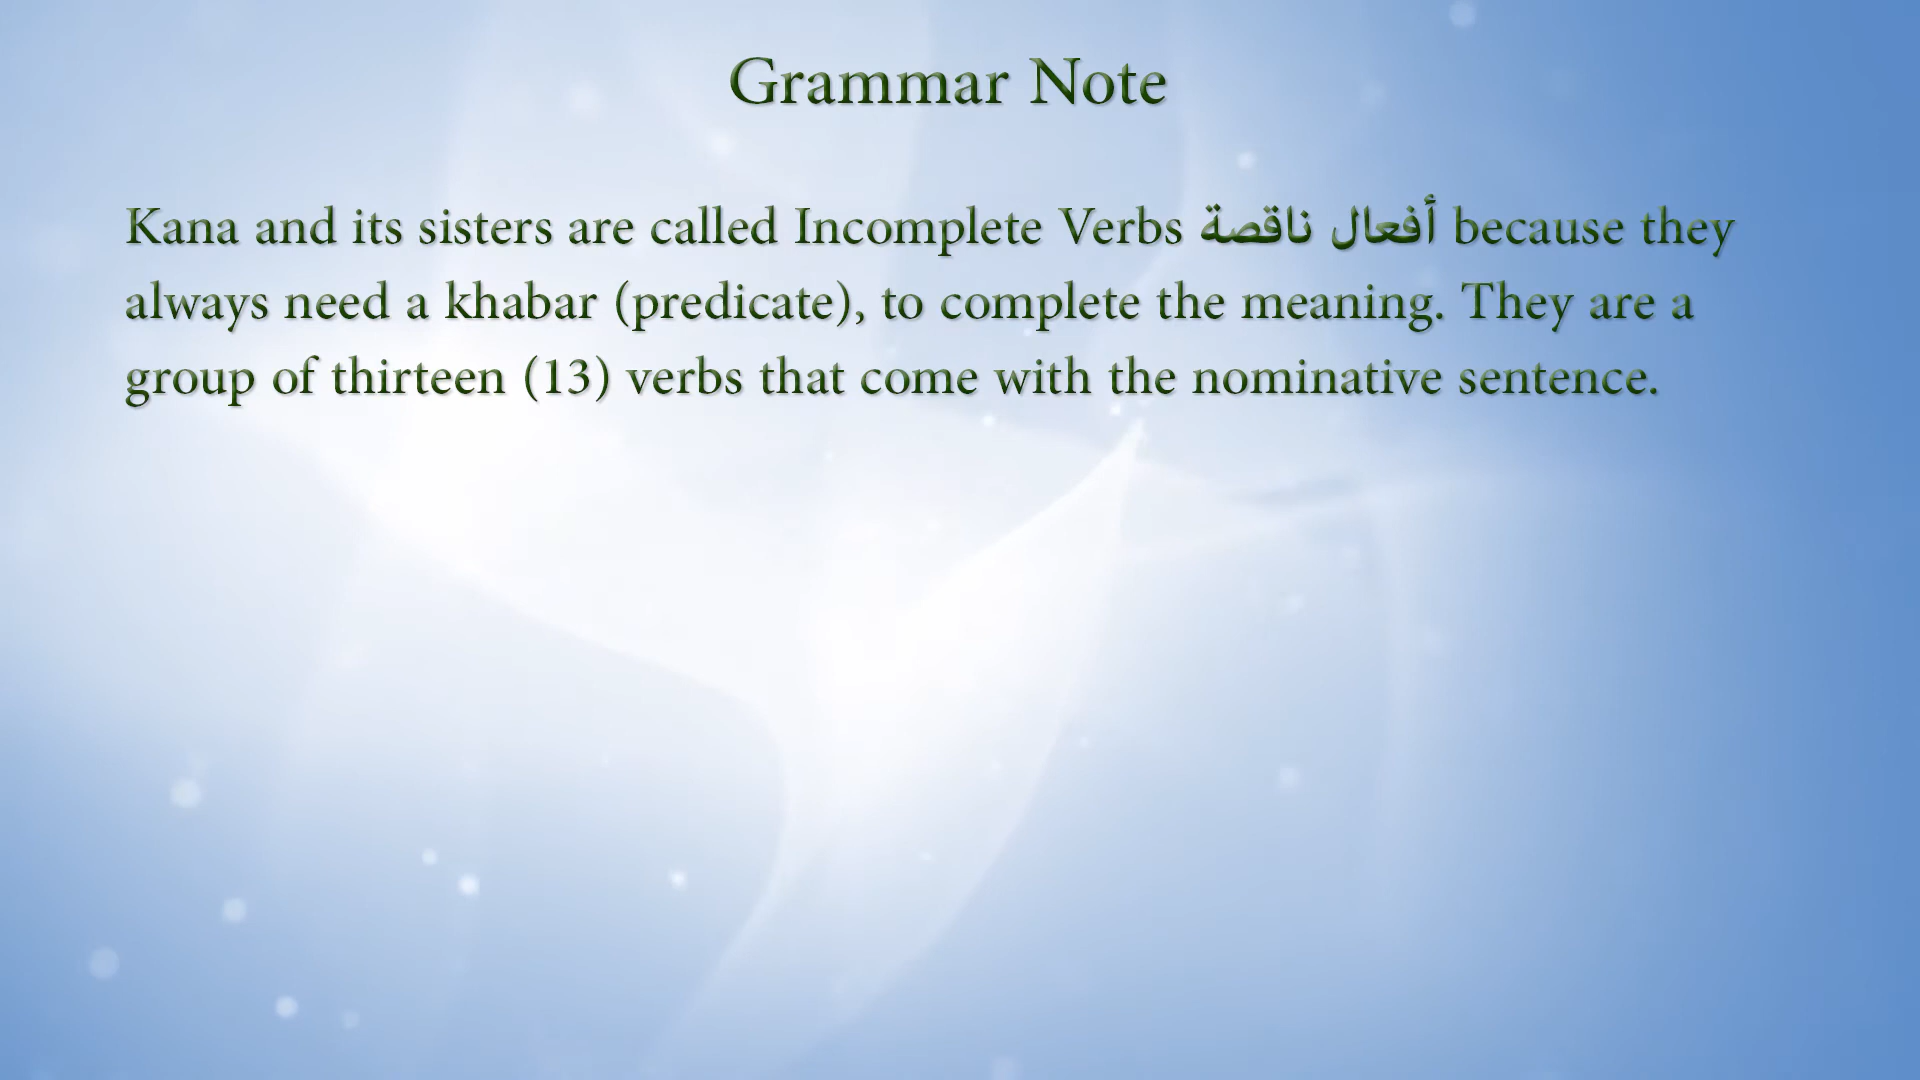 Grammar Note
Kana and its sisters are called Incomplete Verbs أفعال ناقصة because they
always need a khabar (predicate), to complete the meaning. They are a
group of thirteen (13) verbs that come with the nominative sentence.